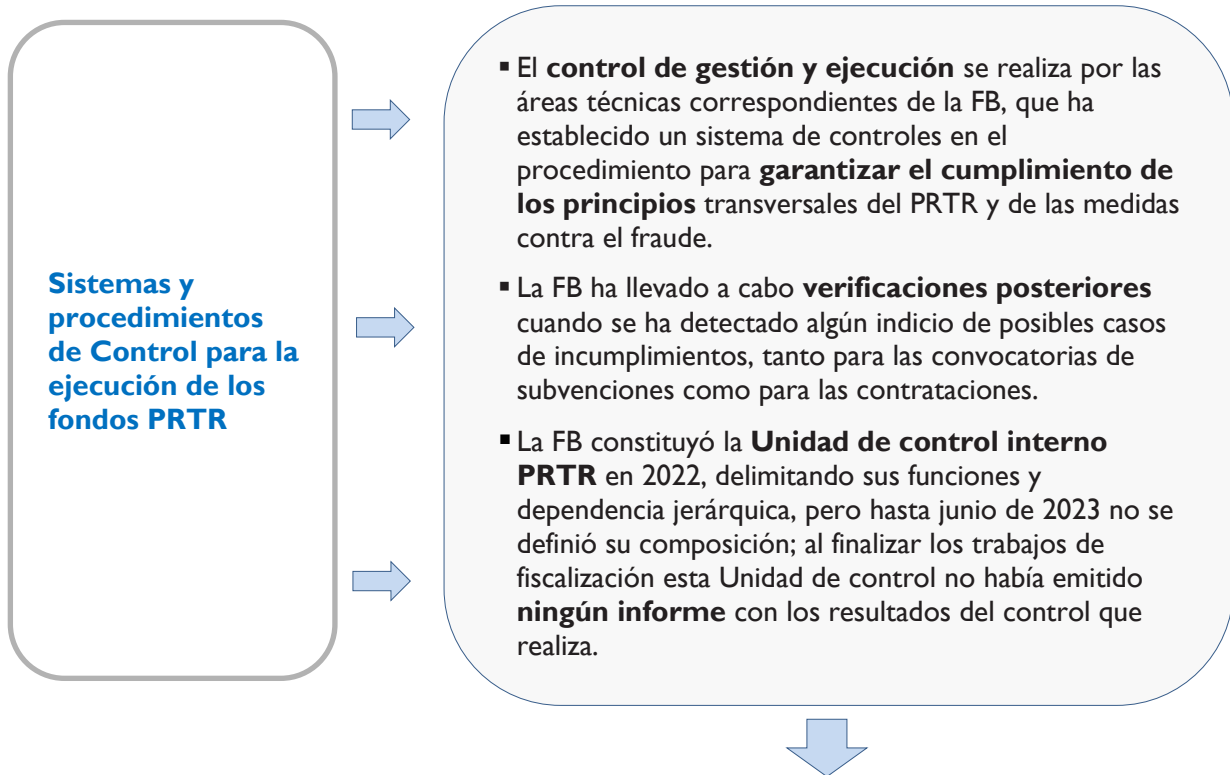 Sistemas y
procedimientos
de Control para la
ejecución de los
fondos PRTR
▪ El control de gestión y ejecución se realiza por las
áreas técnicas correspondientes de la FB, que ha
establecido un sistema de controles en el
procedimiento para garantizar el cumplimiento de
los principios transversales del PRTR y de las medidas
contra el fraude.
▪ La FB ha llevado a cabo verificaciones posteriores
cuando se ha detectado algún indicio de posibles casos
de incumplimientos, tanto para las convocatorias de
subvenciones como para las contrataciones.
▪ La FB constituyó la Unidad de control interno
PRTR en 2022, delimitando sus funciones y
dependencia jerárquica, pero hasta junio de 2023 no se
definió su composición; al finalizar los trabajos de
fiscalización esta Unidad de control no había emitido
ningún informe con los resultados del control que
realiza.